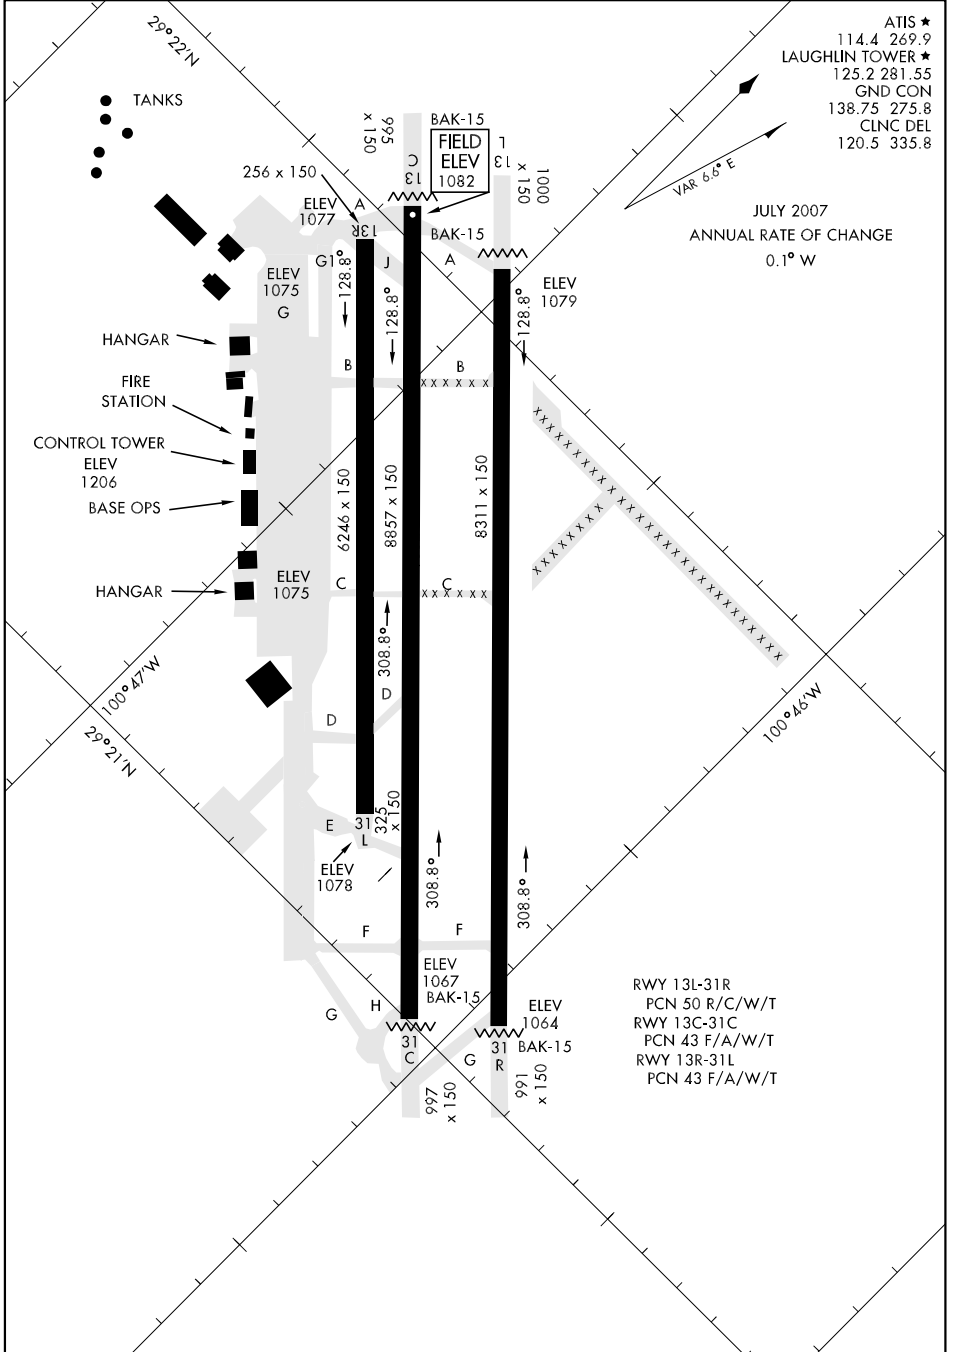 ATIS ★
114.4 269.9
LAUGHLIN TOWER ★
125.2 281.55
GND CON
138.75 275.8
CLNC DEL
120.5 335.8
VAR 6.6° E
JULY 2007
ANNUAL RATE OF CHANGE
0.1° W
29°22'N
TANKS
995
x 150
BAK-15
FIELD
ELEV
1082
13
C
13
L
1000
x 150
256 x 150
ELEV
1077
A
13R
BAK-15
G1
J
A
ELEV
1075
G
128.8°
128.8°
128.8°
ELEV
1079
HANGAR
B
B
x x x x x x x
FIRE
STATION
CONTROL TOWER
ELEV
1206
BASE OPS
6246 x 150
8857 x 150
8311 x 150
HANGAR
ELEV
1075
C
C
x x x x x x x
308.8°
D
D
100°47'W
29°21'N
100°46'W
E
31
L
325
x 150
ELEV
1078
308.8°
308.8°
F
F
ELEV
1067
BAK-15
G
H
ELEV
1064
31
C
31
R
BAK-15
G
997
x 150
991
x 150
RWY 13L-31R
PCN 50 R/C/W/T
RWY 13C-31C
PCN 43 F/A/W/T
RWY 13R-31L
PCN 43 F/A/W/T